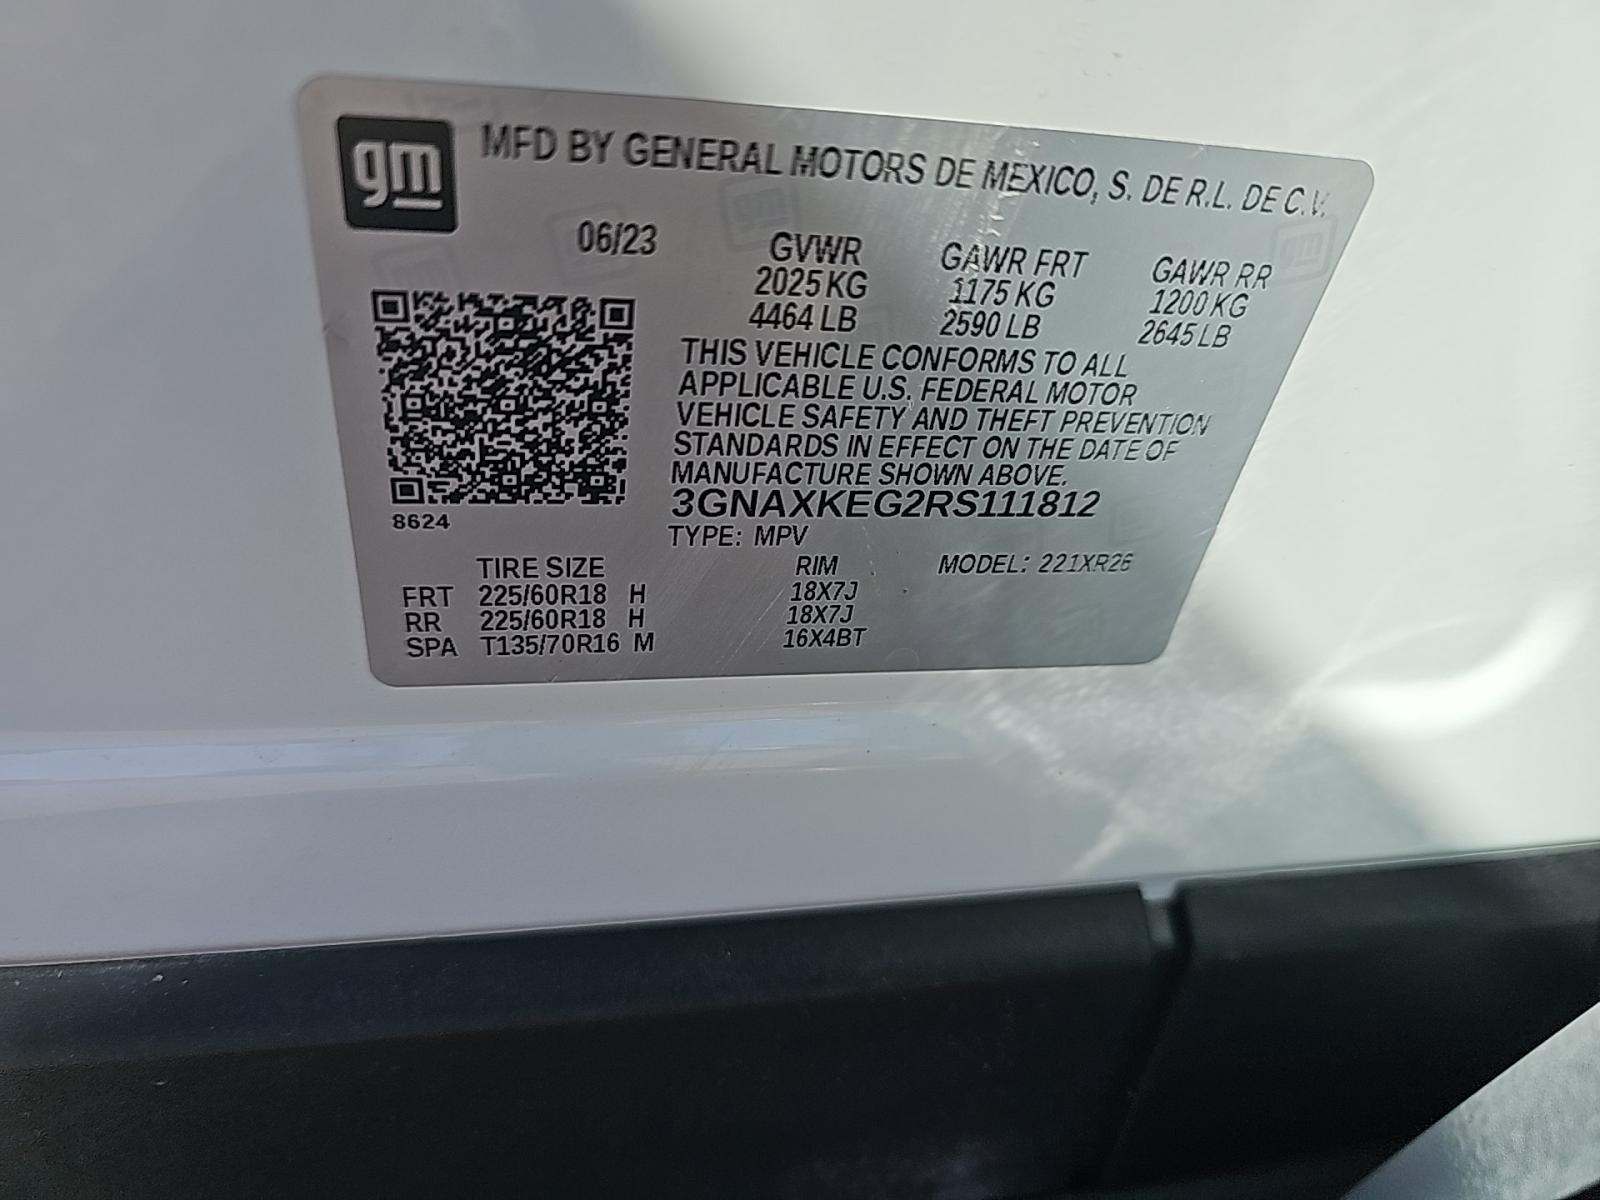 gm MFD BY GENERAL MOTORS DE MEXICO, S. DE R.L. DE C.V.
06/23 GVWR GAWR FRT GAWR RR
2025 KG 1175 KG 1200 KG
4464 LB 2590 LB 2645 LB
THIS VEHICLE CONFORMS TO ALL
APPLICABLE U.S. FEDERAL MOTOR
VEHICLE SAFETY AND THEFT PREVENTION
STANDARDS IN EFFECT ON THE DATE OF
MANUFACTURE SHOWN ABOVE.
3GNAXKEG2RS111812
8624
TYPE: MPV
TIRE SIZE RIM MODEL: 221XR26
FRT 225/60R18 H 18X7J
RR 225/60R18 H 18X7J
SPA T135/70R16 M 16X4BT